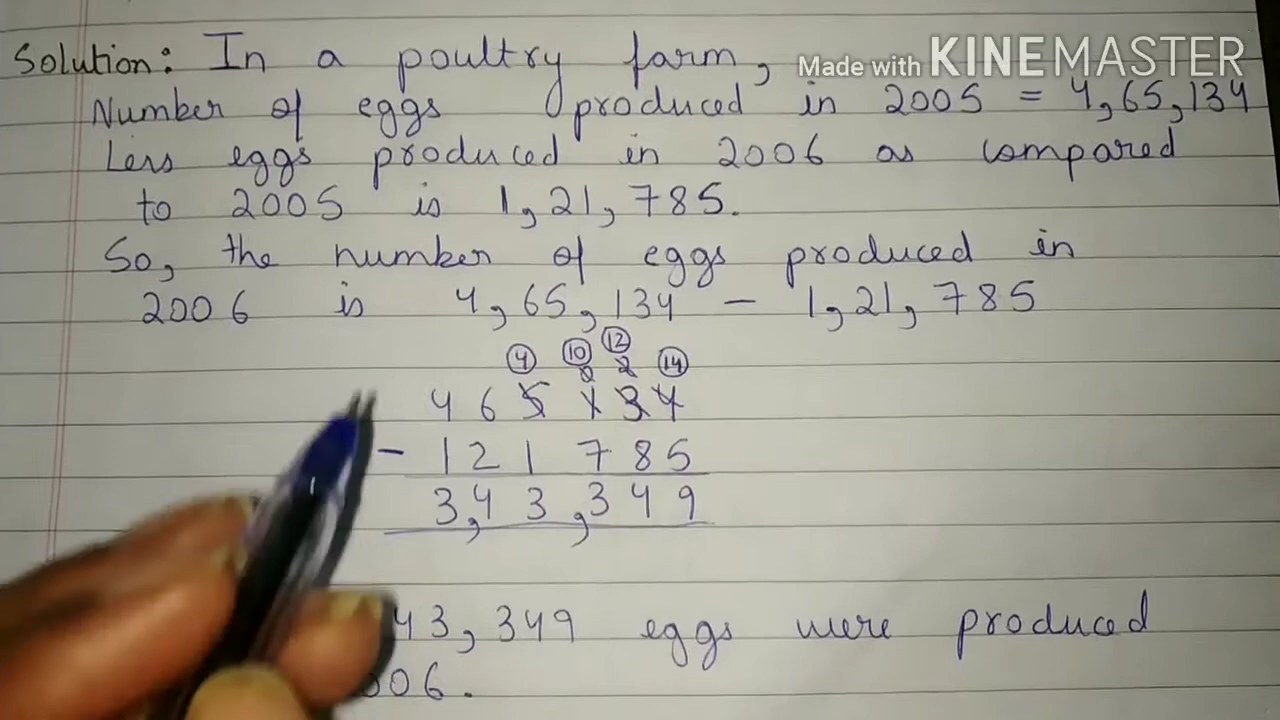 Solution: In a poultry farm,
Made with KINEMASTER
Number of eggs produced in 2005 = 4,65,134
Less eggs produced in 2006 as compared
to 2005 is 1,21,785.
So, the number of eggs produced in
2006 is 4,65,134 - 1,21,785
4 10 12 14
0 2
4 6 5 1 3 4
- 1 2 1 7 8 5
3,4 3,3 4 9
43,349 eggs were produced
006.